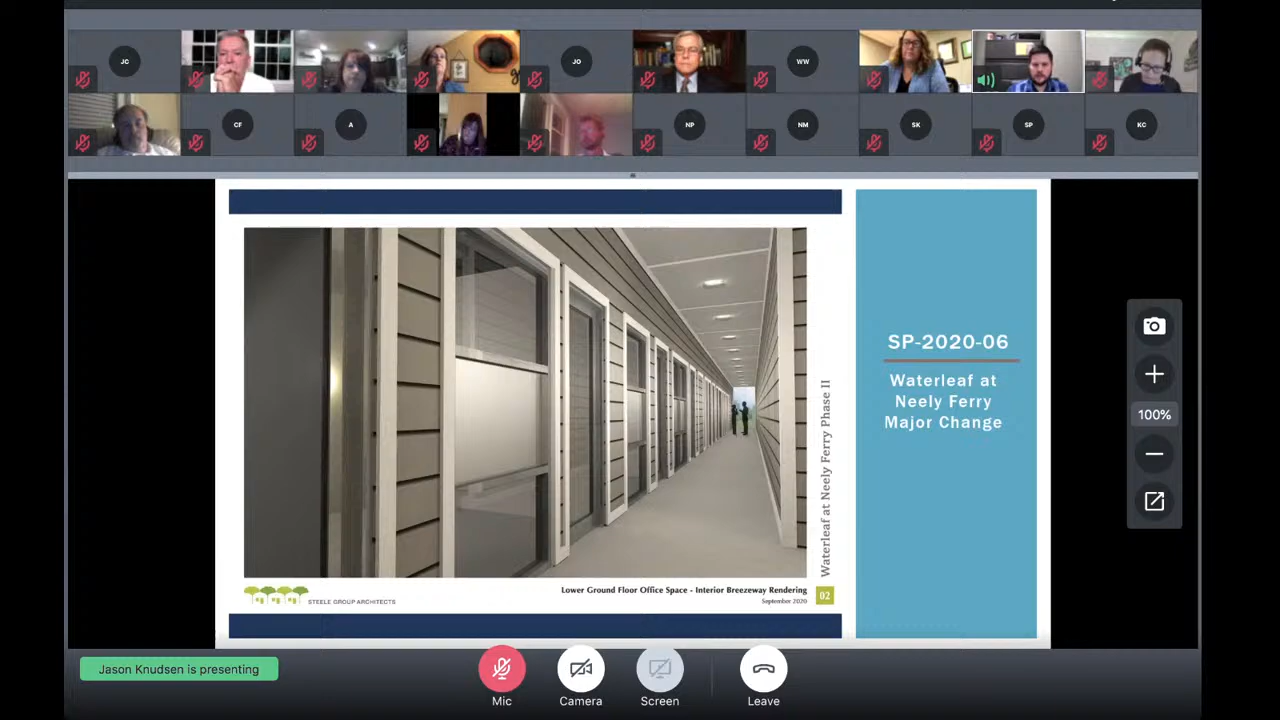 JC
JO
WW
CF
A
NP
NM
SK
SP
KC
SP-2020-06
Waterleaf at
Neely Ferry
Major Change
Waterleaf at Neely Ferry Phase II
STEELE GROUP ARCHITECTS
Lower Ground Floor Office Space - Interior Breezeway Rendering
September 2020
02
100%
Jason Knudsen is presenting
Mic
Camera
Screen
Leave